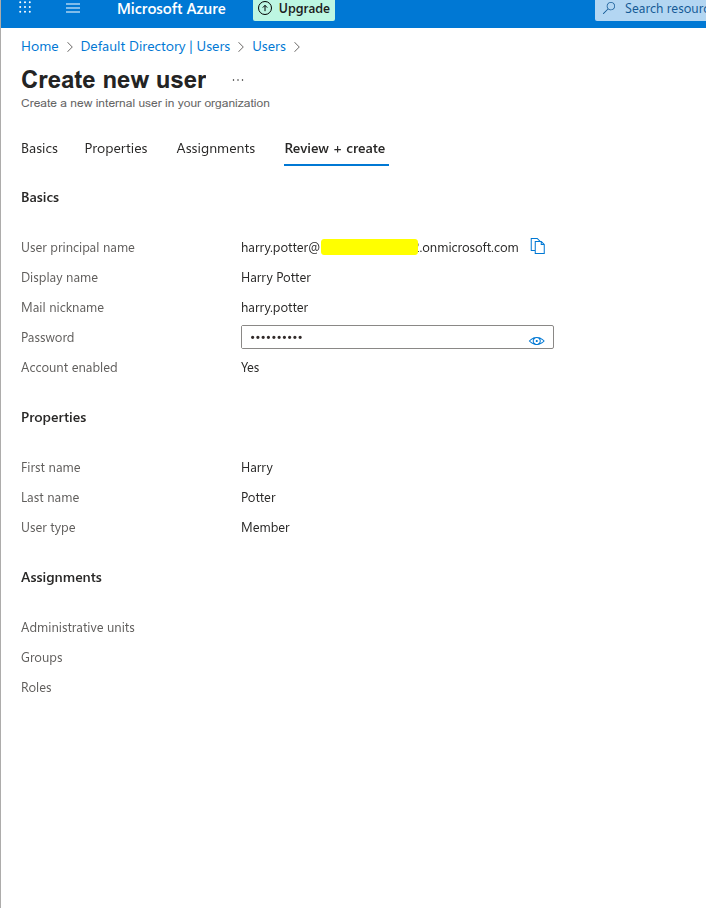 Microsoft Azure Upgrade Search
Home > Default Directory | Users > Users >
Create new user ...
Create a new internal user in your organization
Basics Properties Assignments Review + create
Basics
User principal name harry.potter@ .onmicrosoft.com
Display name Harry Potter
Mail nickname harry.potter
Password ••••••••••
Account enabled Yes
Properties
First name Harry
Last name Potter
User type Member
Assignments
Administrative units
Groups
Roles